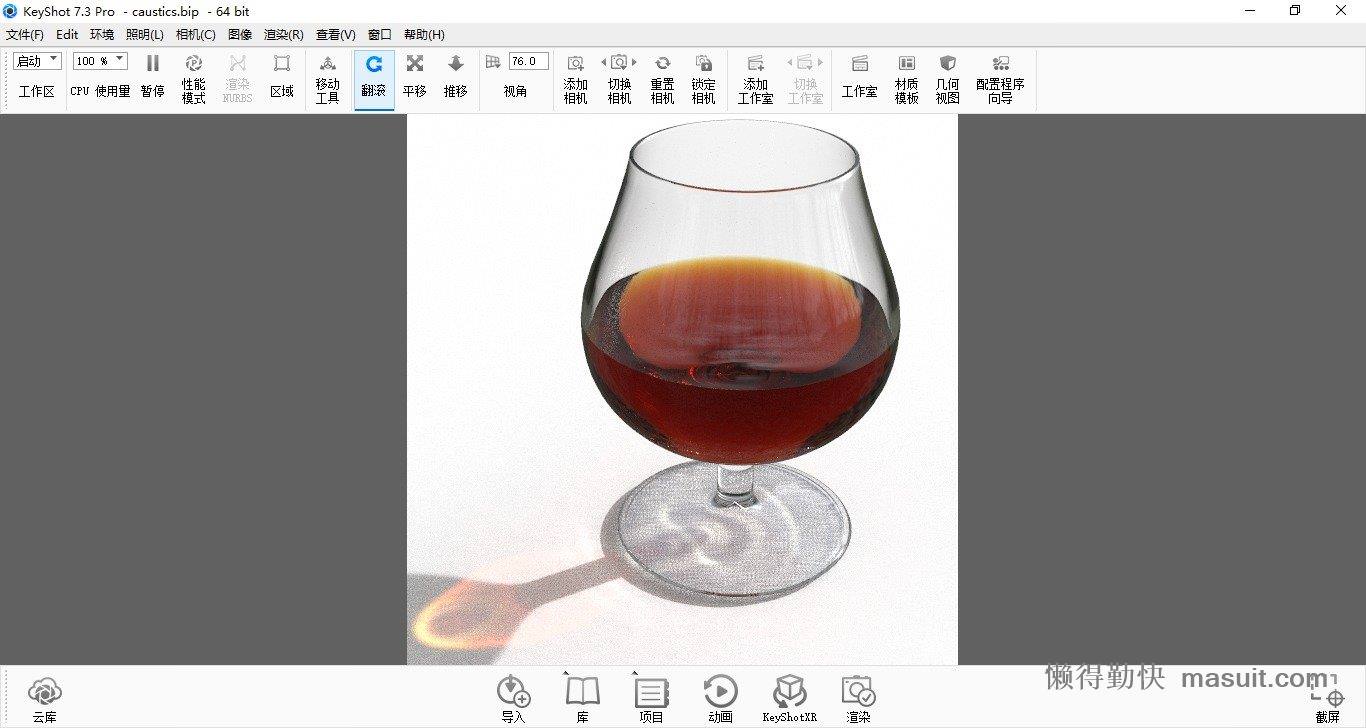 KeyShot 7.3 Pro - caustics.bip - 64 bit
文件(F) Edit 环境 照明(L) 相机(C) 图像 渲染(R) 查看(V) 窗口 帮助(H)
启动 100 % 76.0
工作区 CPU 使用量 暂停 性能模式 渲染NURBS 区域 移动工具 翻滚 平移 推移 视角 添加相机 切换相机 重置相机 锁定相机 添加工作室 切换工作室 工作室 材质模板 几何视图 配置程序向导
懒得勤快 masuit.com
云库 导入 库 项目 动画 KeyShotXR 渲染 截屏